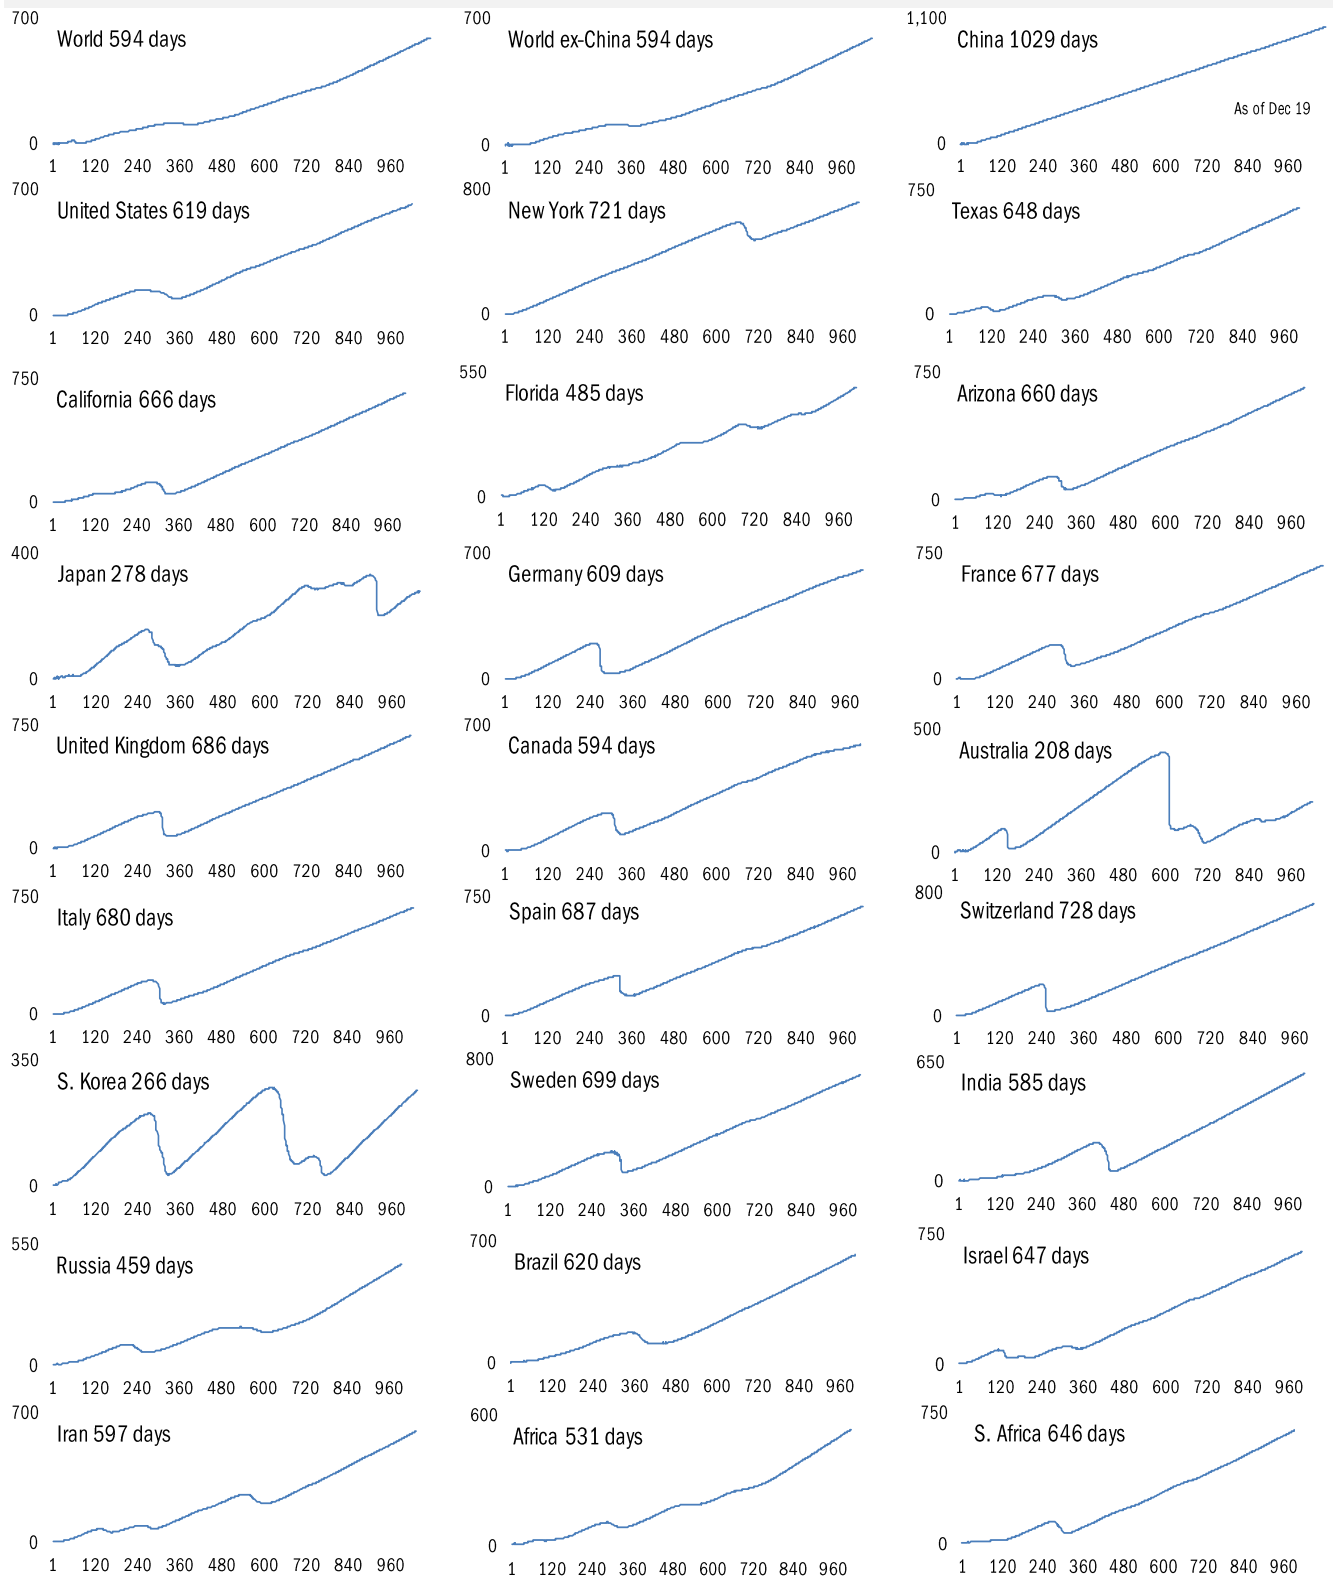 700
World 594 days
0
1 120 240 360 480 600 720 840 960
700
World ex-China 594 days
0
1 120 240 360 480 600 720 840 960
1,100
China 1029 days
As of Dec 19
0
1 120 240 360 480 600 720 840 960
700
United States 619 days
0
1 120 240 360 480 600 720 840 960
800
New York 721 days
0
1 120 240 360 480 600 720 840 960
750
Texas 648 days
0
1 120 240 360 480 600 720 840 960
750
California 666 days
0
1 120 240 360 480 600 720 840 960
550
Florida 485 days
0
1 120 240 360 480 600 720 840 960
750
Arizona 660 days
0
1 120 240 360 480 600 720 840 960
400
Japan 278 days
0
1 120 240 360 480 600 720 840 960
700
Germany 609 days
0
1 120 240 360 480 600 720 840 960
750
France 677 days
0
1 120 240 360 480 600 720 840 960
750
United Kingdom 686 days
0
1 120 240 360 480 600 720 840 960
700
Canada 594 days
0
1 120 240 360 480 600 720 840 960
500
Australia 208 days
0
1 120 240 360 480 600 720 840 960
750
Italy 680 days
0
1 120 240 360 480 600 720 840 960
750
Spain 687 days
0
1 120 240 360 480 600 720 840 960
800
Switzerland 728 days
0
1 120 240 360 480 600 720 840 960
350
S. Korea 266 days
0
1 120 240 360 480 600 720 840 960
800
Sweden 699 days
0
1 120 240 360 480 600 720 840 960
650
India 585 days
0
1 120 240 360 480 600 720 840 960
550
Russia 459 days
0
1 120 240 360 480 600 720 840 960
700
Brazil 620 days
0
1 120 240 360 480 600 720 840 960
750
Israel 647 days
0
1 120 240 360 480 600 720 840 960
700
Iran 597 days
0
1 120 240 360 480 600 720 840 960
600
Africa 531 days
0
1 120 240 360 480 600 720 840 960
750
S. Africa 646 days
0
1 120 240 360 480 600 720 840 960